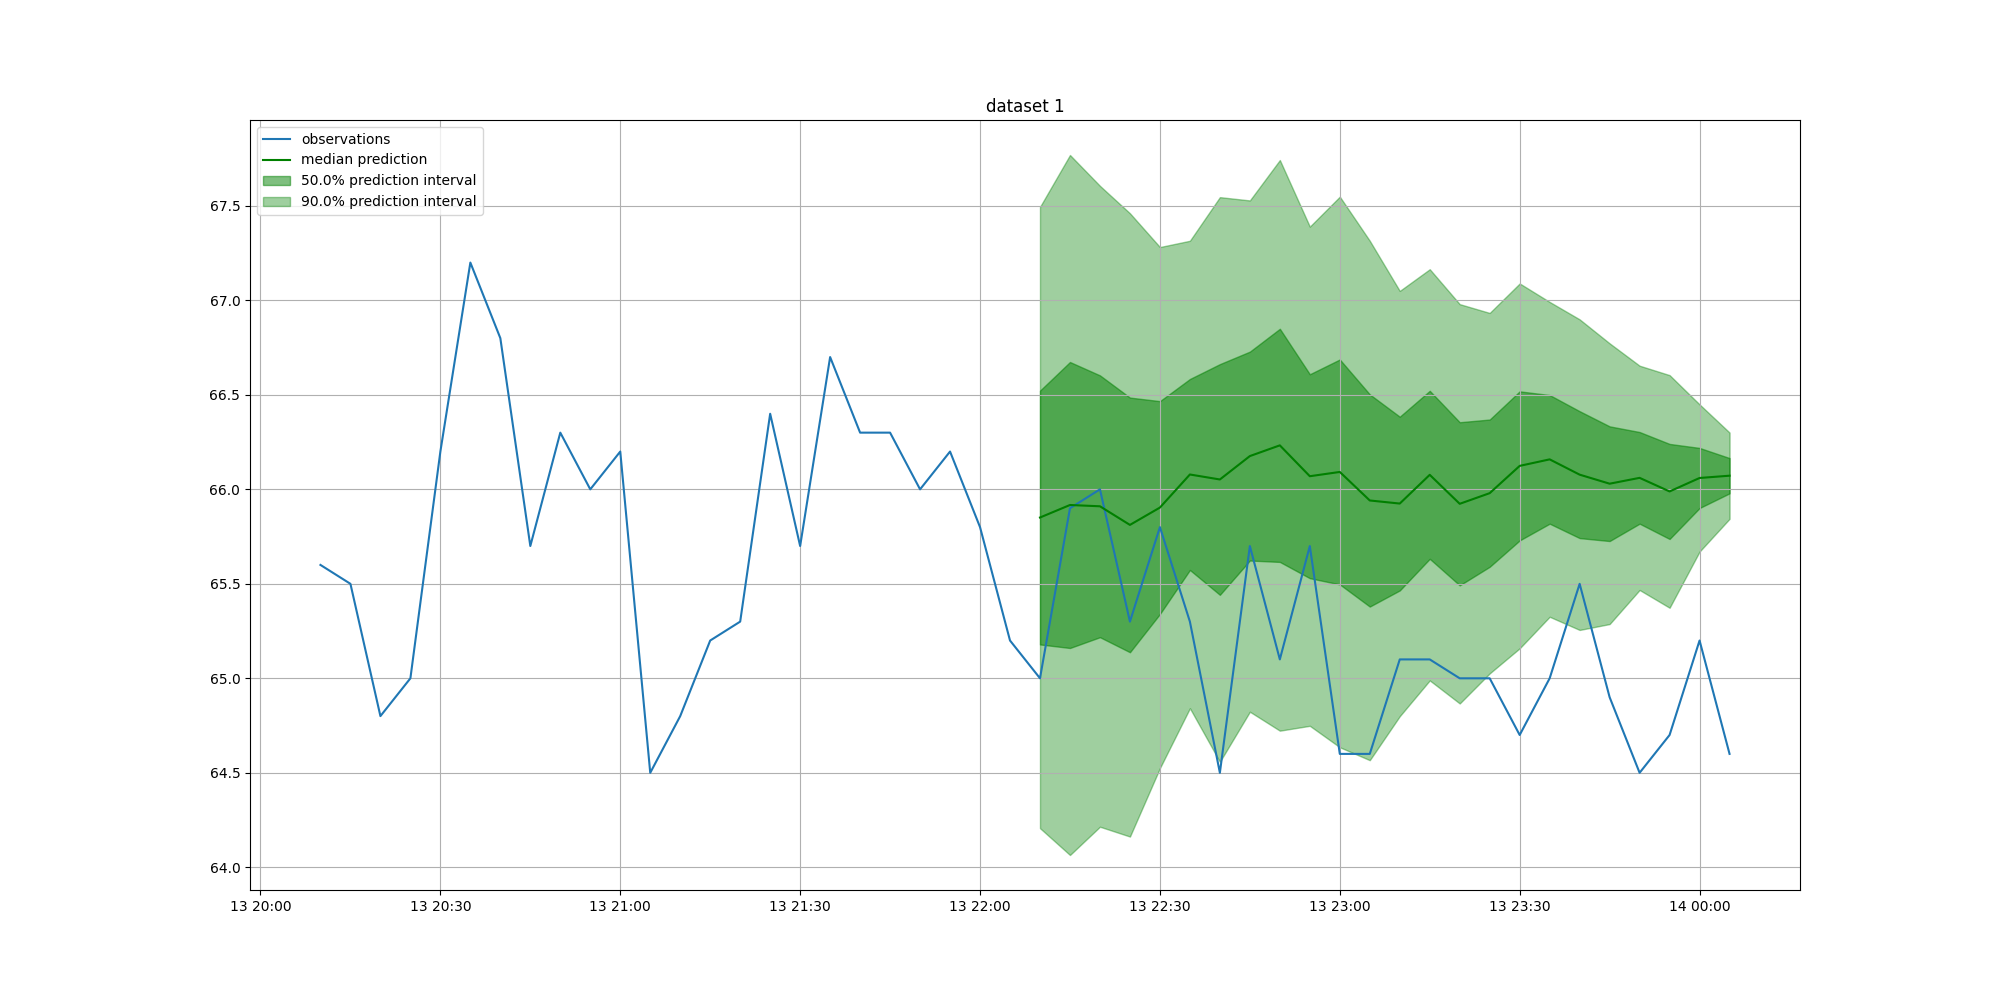 dataset 1
observations
median prediction
50.0% prediction interval
90.0% prediction interval
67.5
67.0
66.5
66.0
65.5
65.0
64.5
64.0
13 20:00 13 20:30 13 21:00 13 21:30 13 22:00 13 22:30 13 23:00 13 23:30 14 00:00